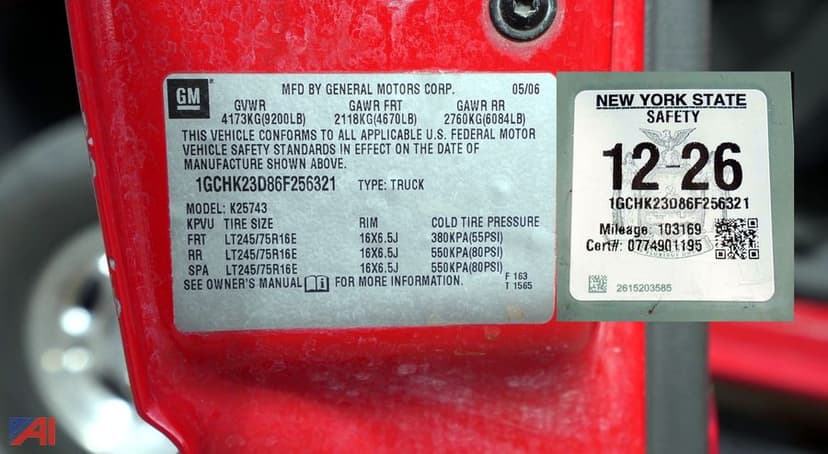 GM
MFD BY GENERAL MOTORS CORP. 05/06
GVWR GAWR FRT GAWR RR
4173KG(9200LB) 2118KG(4670LB) 2760KG(6084LB)
THIS VEHICLE CONFORMS TO ALL APPLICABLE U.S. FEDERAL MOTOR
VEHICLE SAFETY STANDARDS IN EFFECT ON THE DATE OF
MANUFACTURE SHOWN ABOVE.
1GCHK23D86F256321 TYPE: TRUCK
MODEL: K25743
KPVU TIRE SIZE RIM COLD TIRE PRESSURE
FRT LT245/75R16E 16X6.5J 380KPA(55PSI)
RR LT245/75R16E 16X6.5J 550KPA(80PSI)
SPA LT245/75R16E 16X6.5J 550KPA(80PSI)
SEE OWNER'S MANUAL FOR MORE INFORMATION.
F 163
T 1565
NEW YORK STATE
SAFETY
12-26
1GCHK23D86F256321
Mileage: 103169
Cert#: 0774901195
2615203585
AI